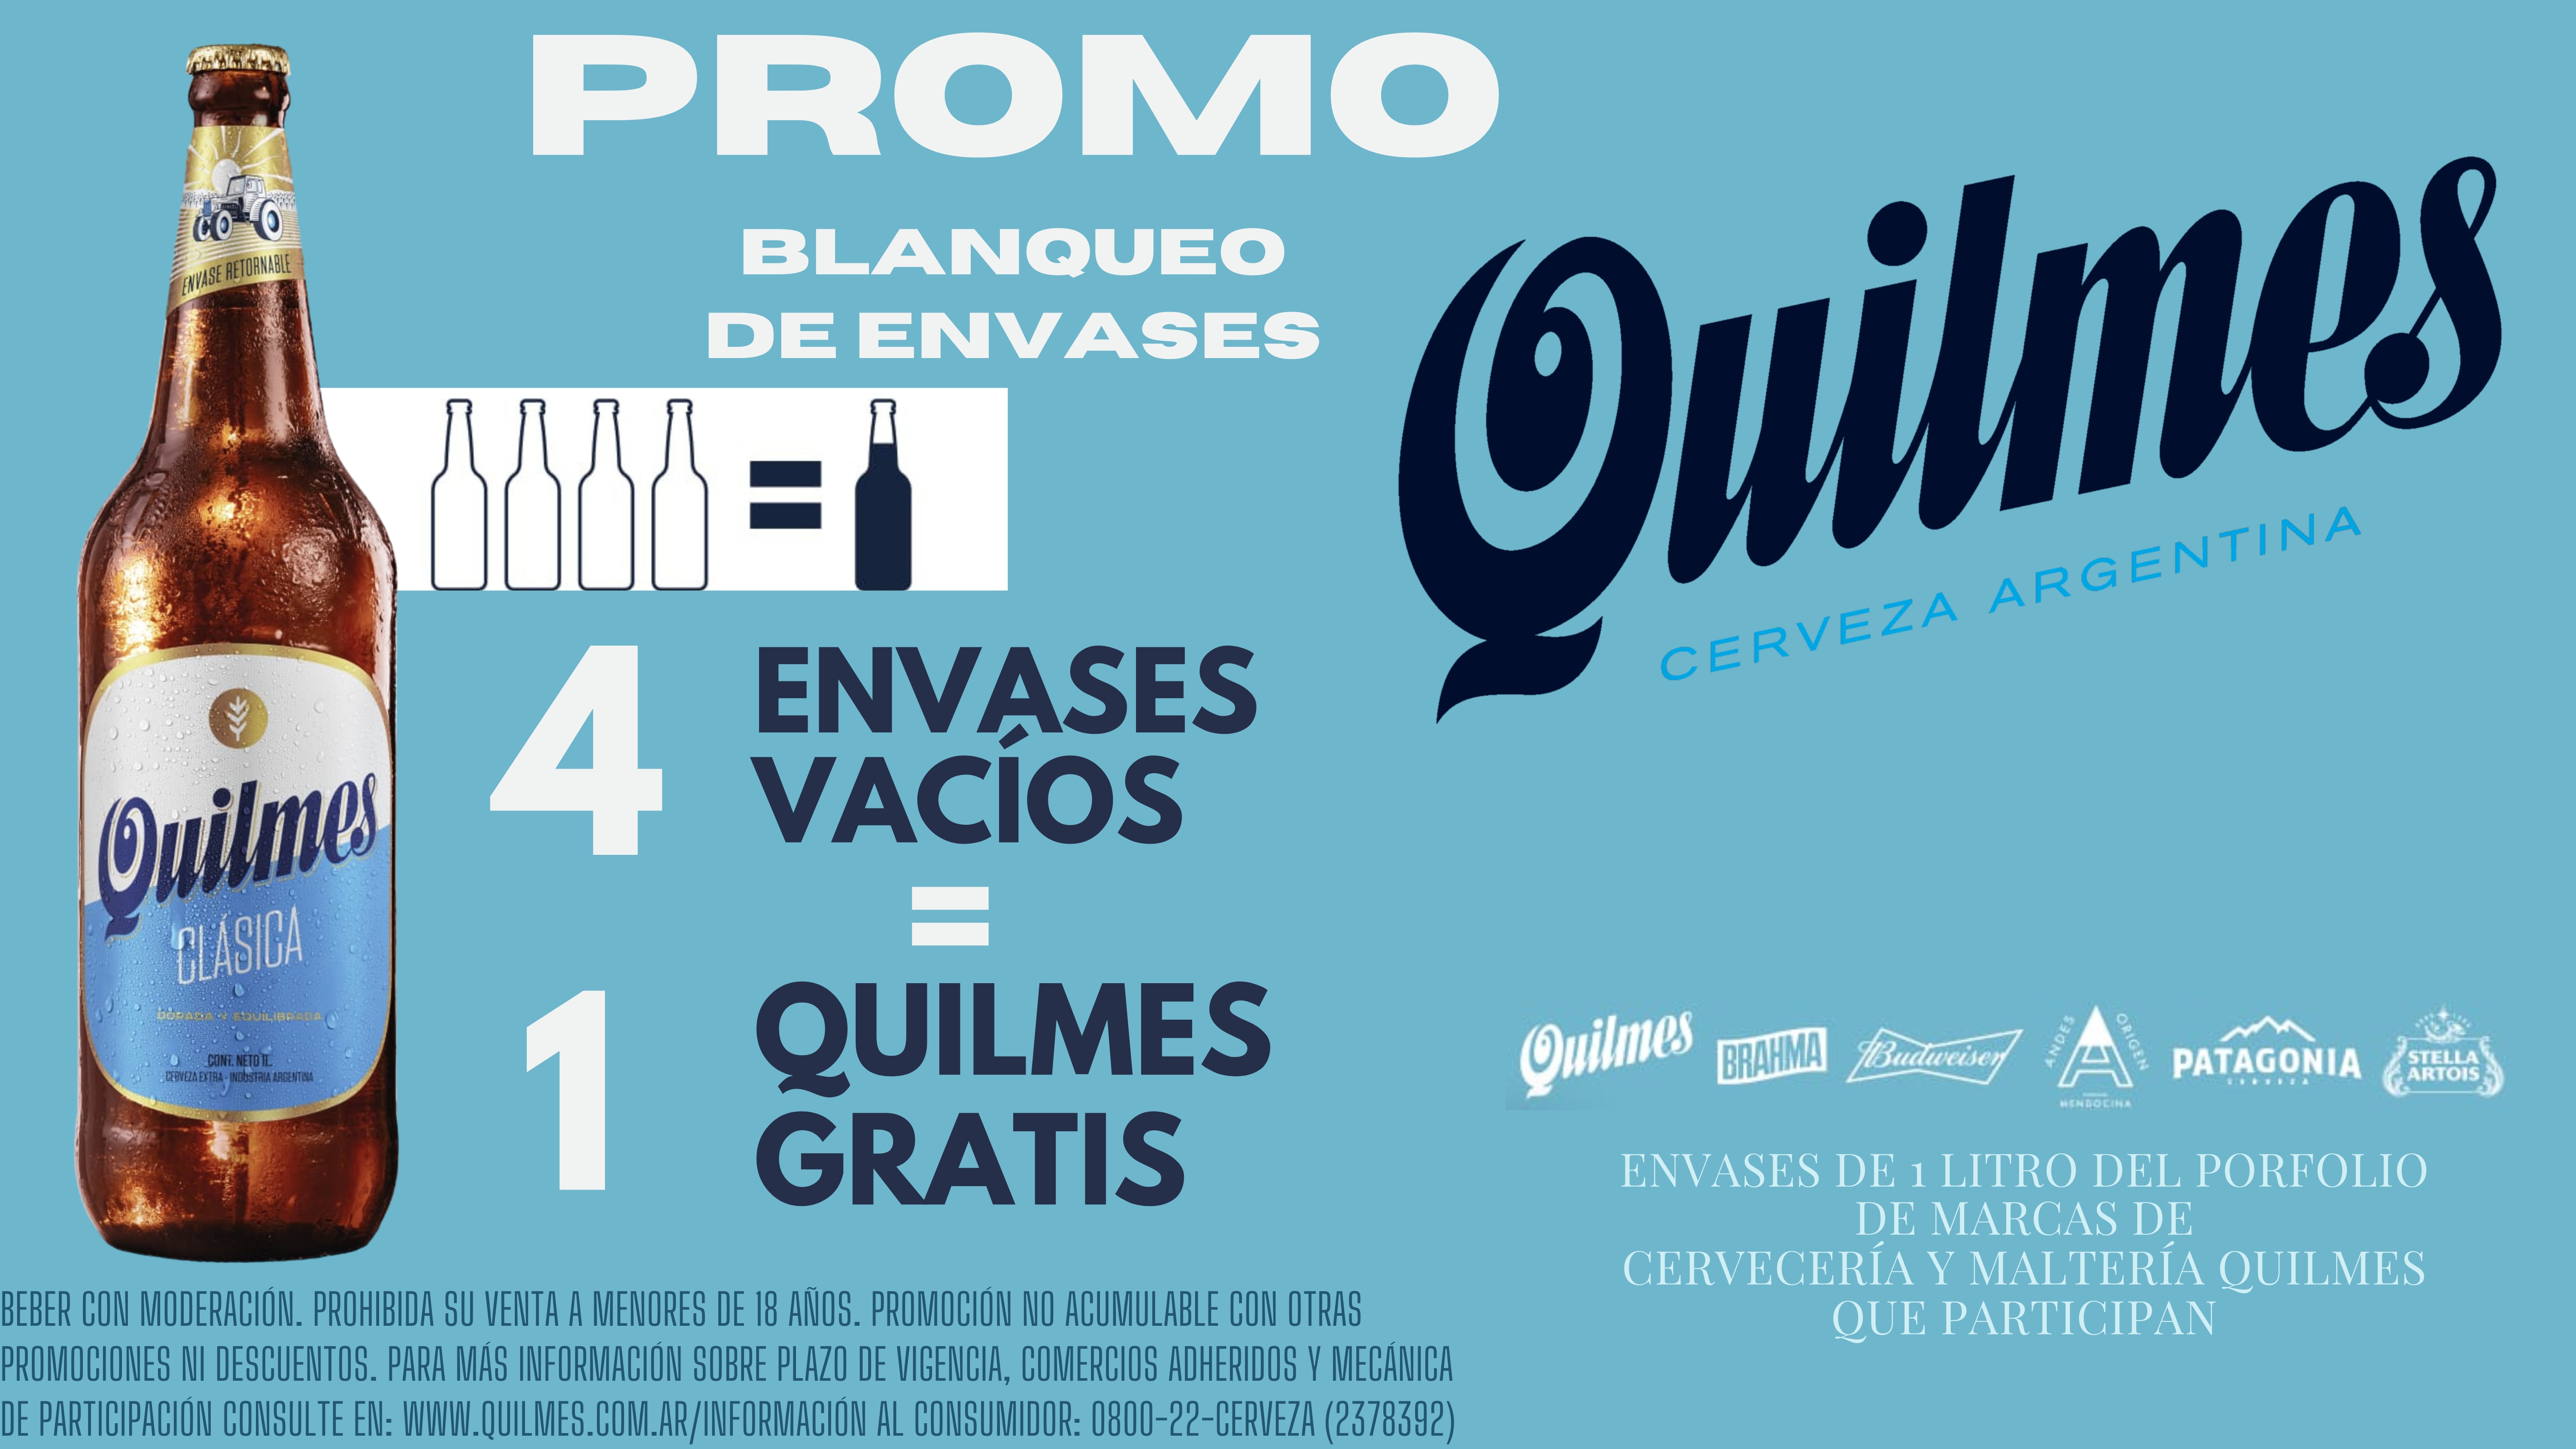 PROMO
BLANQUEO
DE ENVASES
ENVASE RETORNABLE
=
4 ENVASES
VACÍOS
=
1 QUILMES
GRATIS
Quilmes
CLÁSICA
DORADA Y EQUILIBRADA
CONT. NETO 1L.
CERVEZA EXTRA - INDUSTRIA ARGENTINA
Quilmes
CERVEZA ARGENTINA
Quilmes
BRAHMA
Budweiser
ANDES ORIGEN
MENDOCINA
PATAGONIA
CERVEZA
STELLA
ARTOIS
ENVASES DE 1 LITRO DEL PORFOLIO
DE MARCAS DE
CERVECERÍA Y MALTERÍA QUILMES
QUE PARTICIPAN
BEBER CON MODERACIÓN. PROHIBIDA SU VENTA A MENORES DE 18 AÑOS. PROMOCIÓN NO ACUMULABLE CON OTRAS
PROMOCIONES NI DESCUENTOS. PARA MÁS INFORMACIÓN SOBRE PLAZO DE VIGENCIA, COMERCIOS ADHERIDOS Y MECÁNICA
DE PARTICIPACIÓN CONSULTE EN: WWW.QUILMES.COM.AR/INFORMACIÓN AL CONSUMIDOR: 0800-22-CERVEZA (2378392)